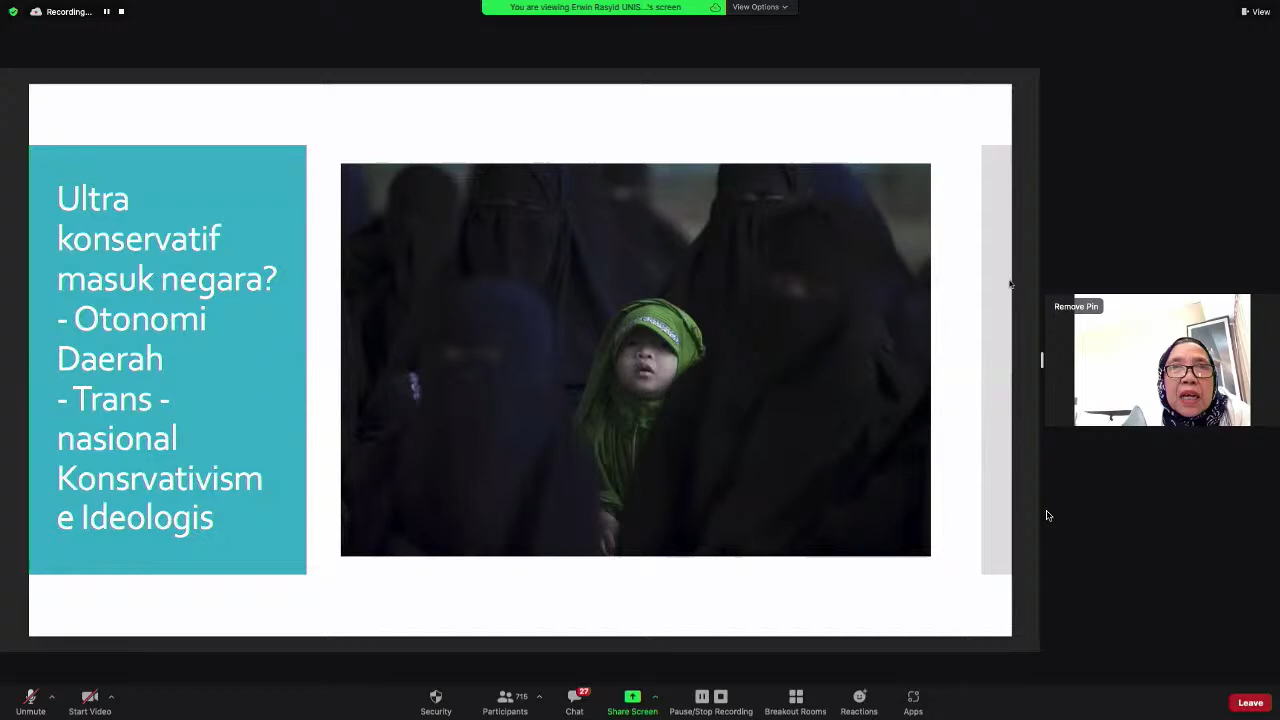 Recording...
You are viewing Erwin Rasyid UNIS...'s screen
View Options
View
Ultra
konservatif
masuk negara?
- Otonomi
Daerah
- Trans -
nasional
Konsrvativism
e Ideologis
Remove Pin
Unmute
Start Video
Security
Participants
715
Chat
27
Share Screen
Pause/Stop Recording
Breakout Rooms
Reactions
Apps
Leave